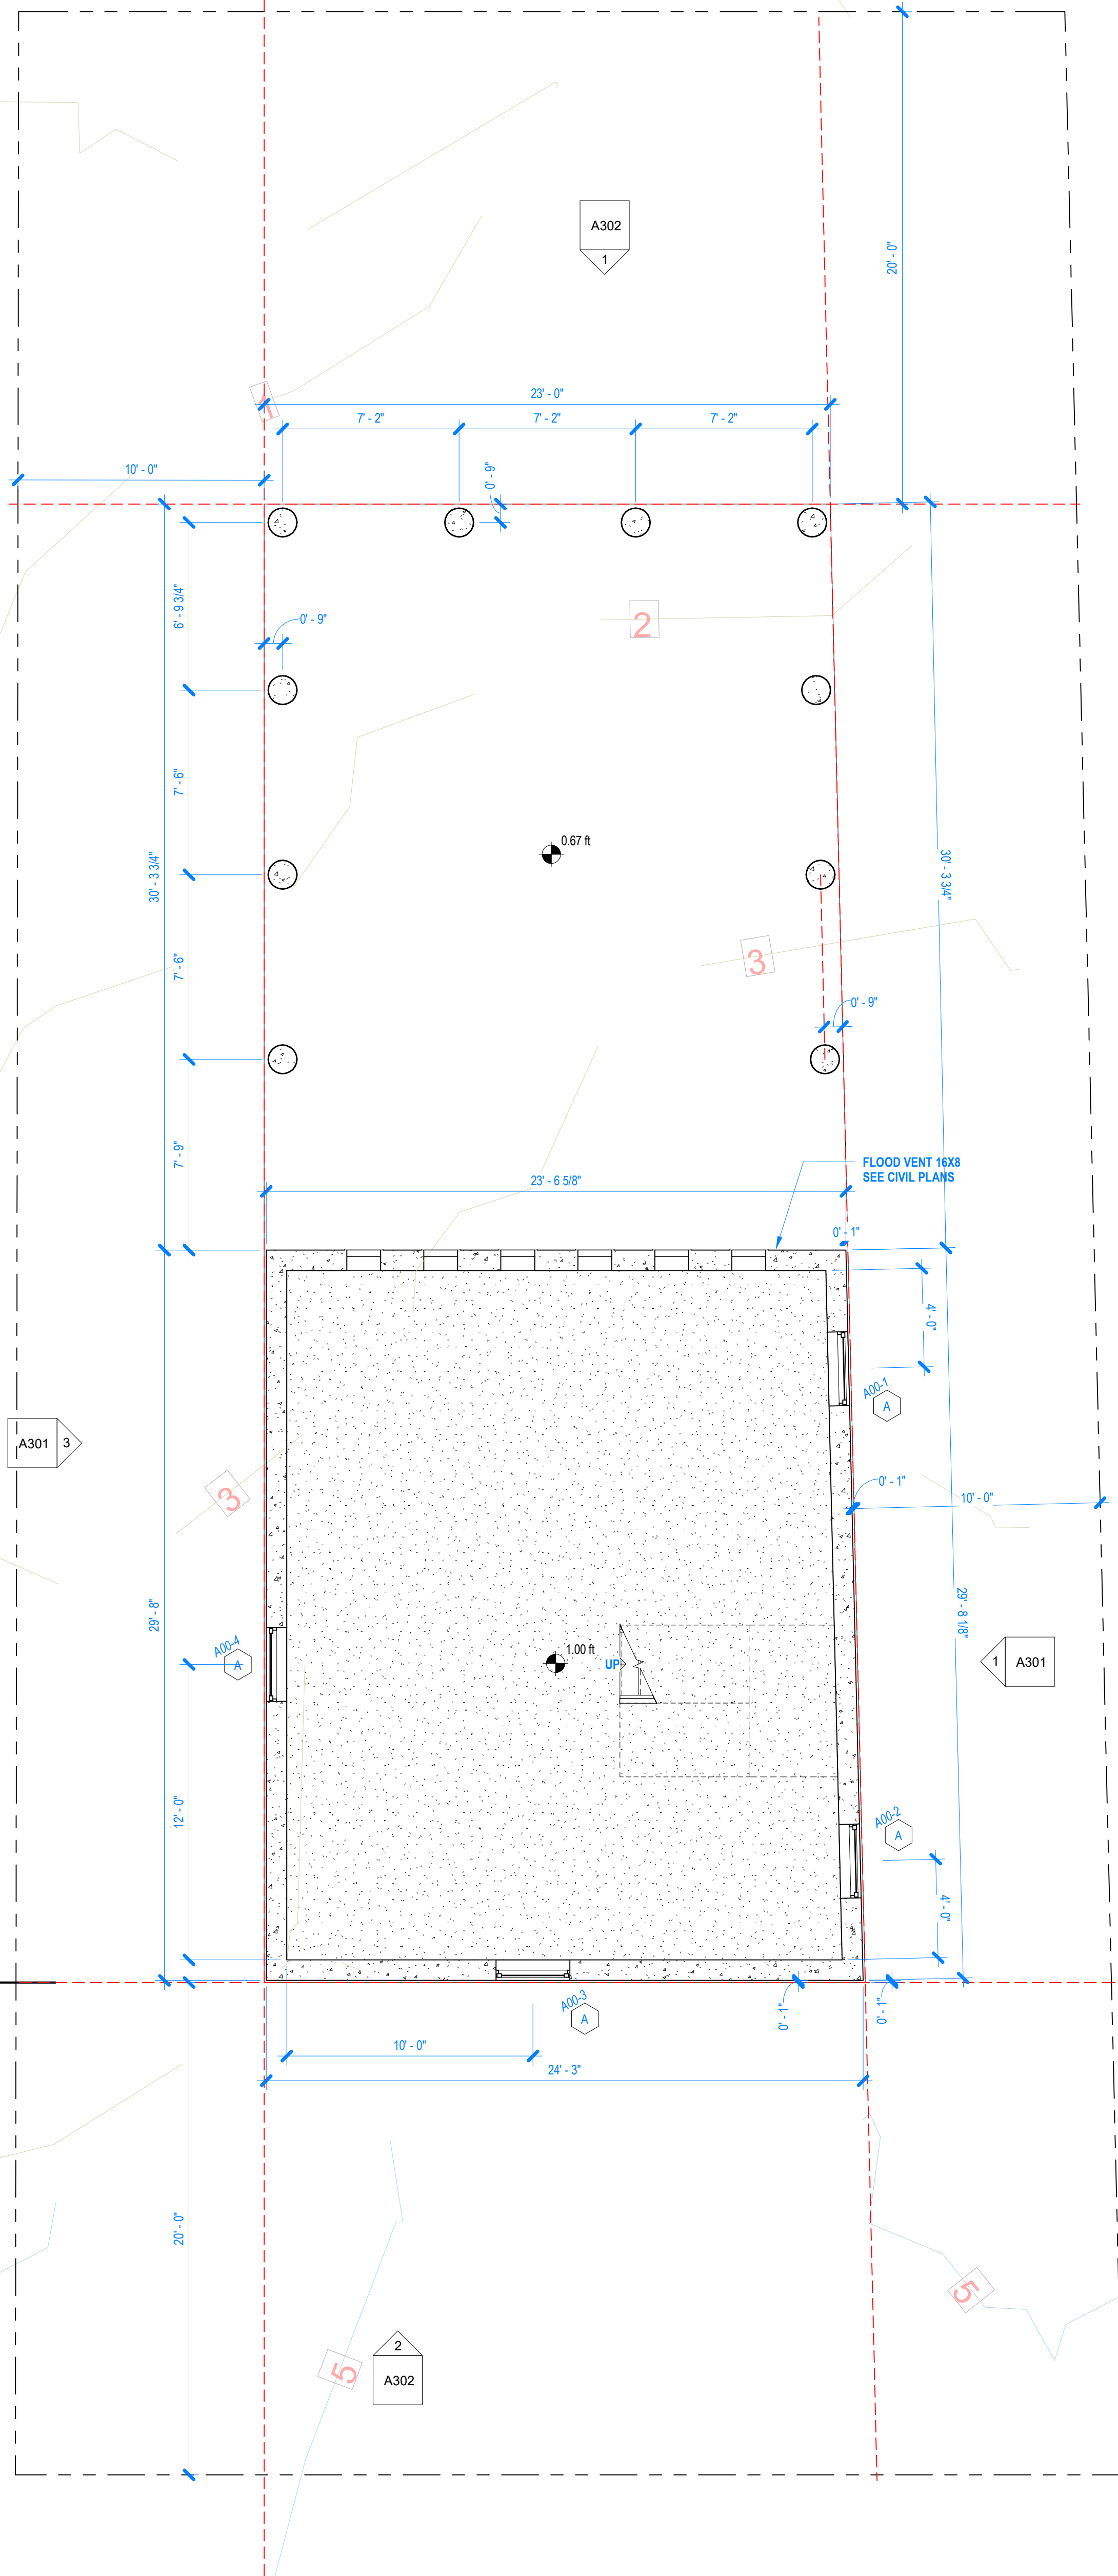 A302
1
20' - 0"
1
23' - 0"
7' - 2"
7' - 2"
7' - 2"
10' - 0"
0' - 9"
6' - 9 3/4"
0' - 9"
2
7' - 6"
0.67 ft
30' - 3 3/4"
30' - 3 3/4"
7' - 6"
3
0' - 9"
7' - 9"
FLOOD VENT 16X8
SEE CIVIL PLANS
23' - 6 5/8"
0' - 1"
4' - 0"
A00-1
A
A301
3
3
0' - 1"
10' - 0"
29' - 8"
29' - 8 1/8"
A00-4
A
1.00 ft
UP
1
A301
12' - 0"
A00-2
A
4' - 0"
A00-3
A
0' - 1"
0' - 1"
10' - 0"
24' - 3"
20' - 0"
5
5
2
A302